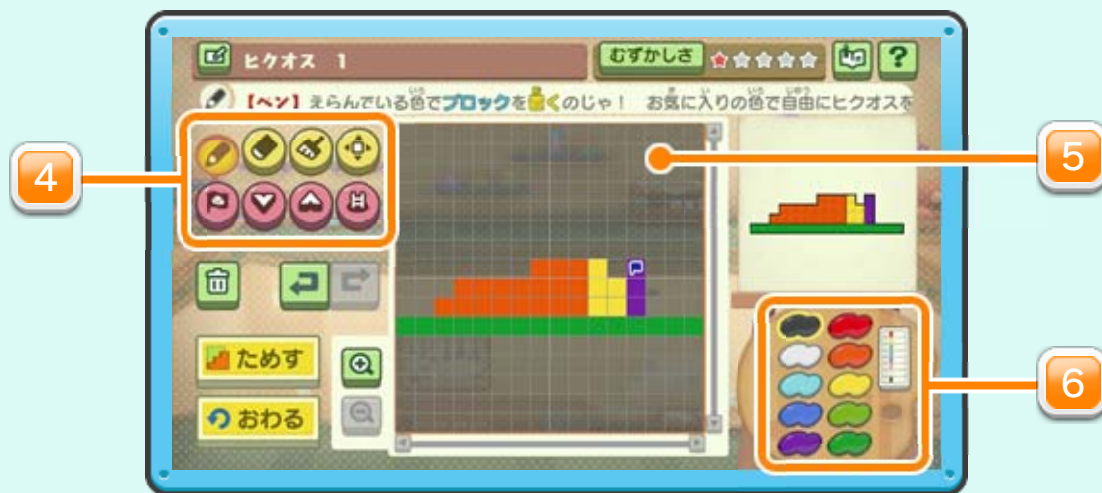 ヒクオス 1
むずかしさ
?
【ペン】えらんでいる色でブロックを置くのじゃ! お気に入りの色で自由にヒクオスを
4
5
6
ためす
おわる